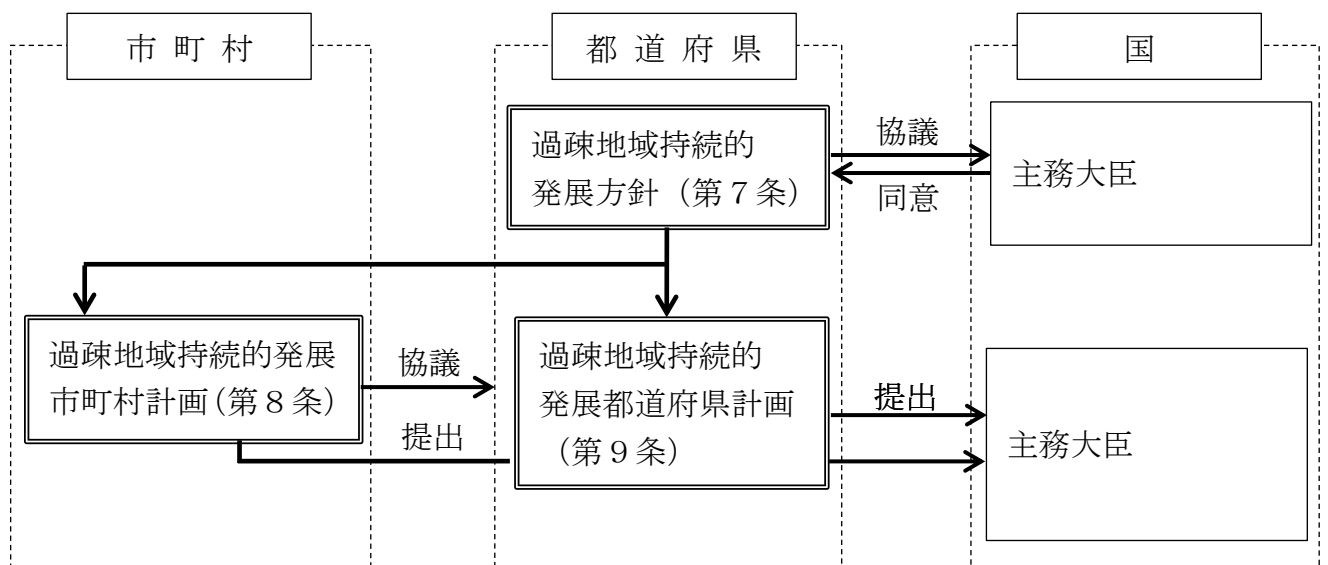 市 町 村
都 道 府 県
国
過疎地域持続的
発展方針（第７条）
協議
同意
主務大臣
過疎地域持続的発展
市町村計画（第８条）
協議
提出
過疎地域持続的
発展都道府県計画
（第９条）
提出
主務大臣